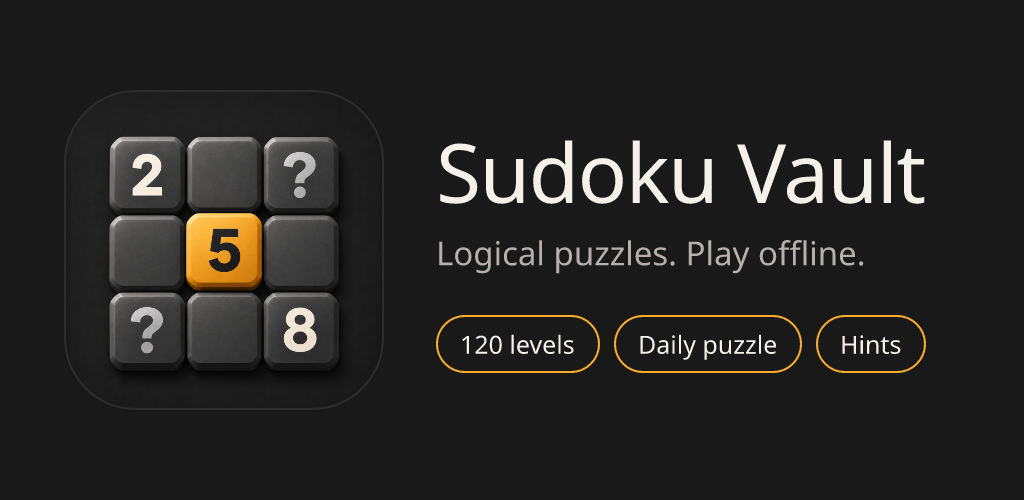 2 ?
5
? 8
Sudoku Vault
Logical puzzles. Play offline.
120 levels Daily puzzle Hints